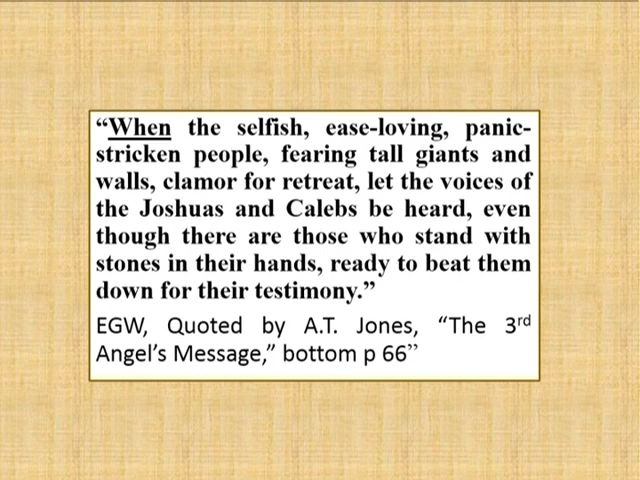 “When the selfish, ease-loving, panic-
stricken people, fearing tall giants and
walls, clamor for retreat, let the voices of
the Joshuas and Calebs be heard, even
though there are those who stand with
stones in their hands, ready to beat them
down for their testimony.”
EGW, Quoted by A.T. Jones, “The 3rd
Angel’s Message,” bottom p 66”